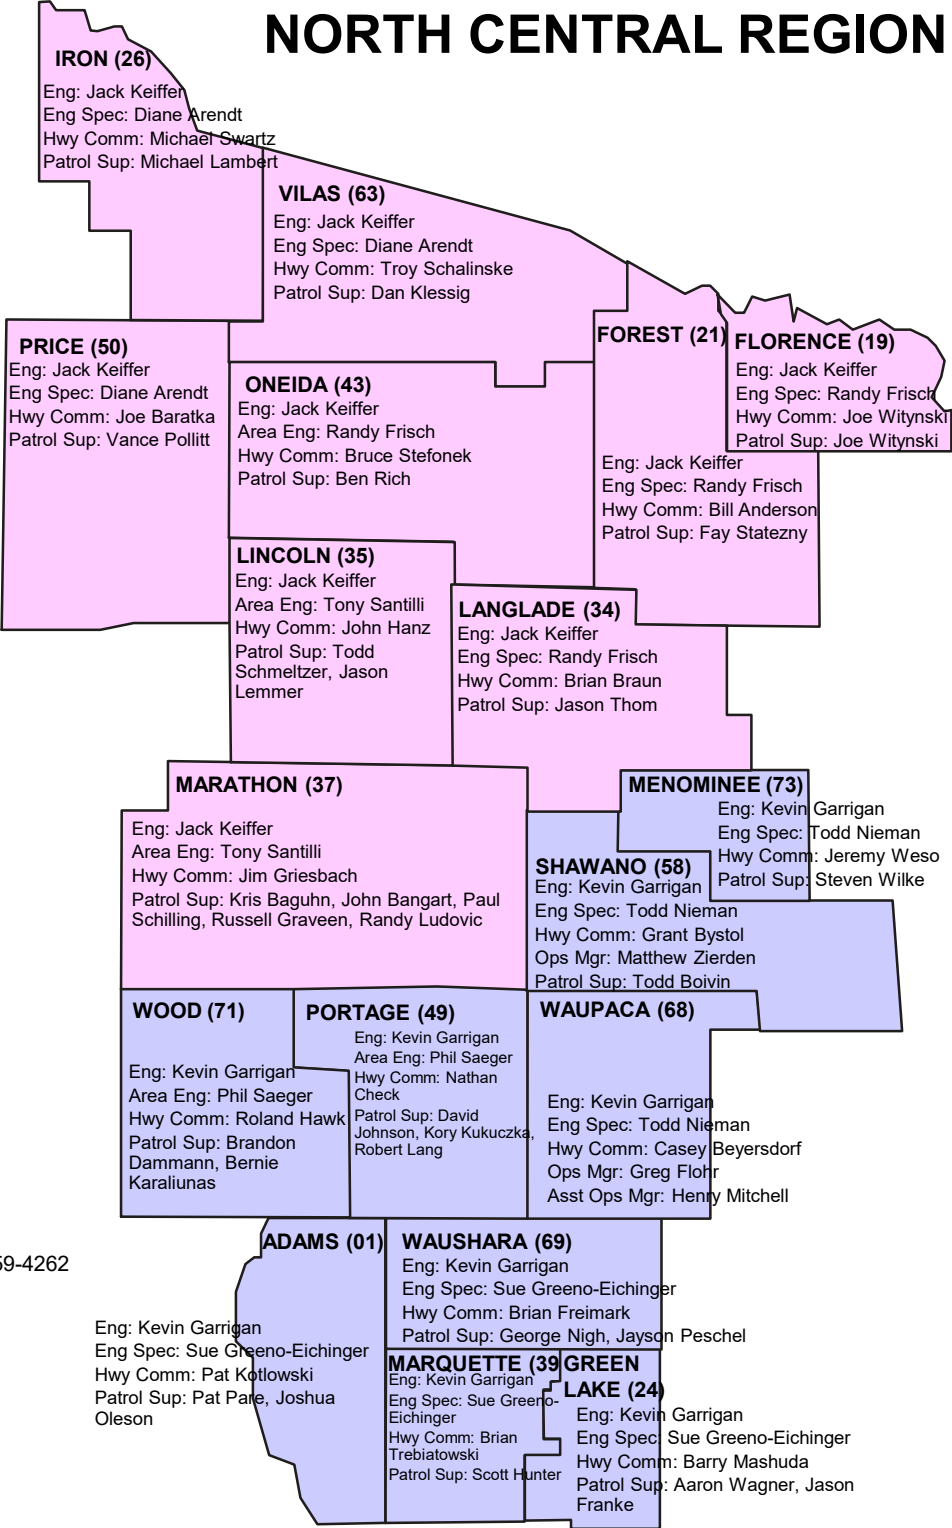 NORTH CENTRAL REGION
IRON (26)
Eng: Jack Keiffer
Eng Spec: Diane Arendt
Hwy Comm: Michael Swartz
Patrol Sup: Michael Lambert
VILAS (63)
Eng: Jack Keiffer
Eng Spec: Diane Arendt
Hwy Comm: Troy Schalinske
Patrol Sup: Dan Klessig
PRICE (50)
Eng: Jack Keiffer
Eng Spec: Diane Arendt
Hwy Comm: Joe Baratka
Patrol Sup: Vance Pollitt
ONEIDA (43)
Eng: Jack Keiffer
Area Eng: Randy Frisch
Hwy Comm: Bruce Stefonek
Patrol Sup: Ben Rich
FOREST (21)
Eng: Jack Keiffer
Eng Spec: Randy Frisch
Hwy Comm: Bill Anderson
Patrol Sup: Fay Statezny
FLORENCE (19)
Eng: Jack Keiffer
Eng Spec: Randy Frisch
Hwy Comm: Joe Witynski
Patrol Sup: Joe Witynski
LINCOLN (35)
Eng: Jack Keiffer
Area Eng: Tony Santilli
Hwy Comm: John Hanz
Patrol Sup: Todd
Schmeltzer, Jason
Lemmer
LANGLADE (34)
Eng: Jack Keiffer
Eng Spec: Randy Frisch
Hwy Comm: Brian Braun
Patrol Sup: Jason Thom
MARATHON (37)
Eng: Jack Keiffer
Area Eng: Tony Santilli
Hwy Comm: Jim Griesbach
Patrol Sup: Kris Baguhn, John Bangart, Paul
Schilling, Russell Graveen, Randy Ludovic
MENOMINEE (73)
Eng: Kevin Garrigan
Eng Spec: Todd Nieman
Hwy Comm: Jeremy Weso
Patrol Sup: Steven Wilke
SHAWANO (58)
Eng: Kevin Garrigan
Eng Spec: Todd Nieman
Hwy Comm: Grant Bystol
Ops Mgr: Matthew Zierden
Patrol Sup: Todd Boivin
WOOD (71)
Eng: Kevin Garrigan
Area Eng: Phil Saeger
Hwy Comm: Roland Hawk
Patrol Sup: Brandon
Dammann, Bernie
Karaliunas
PORTAGE (49)
Eng: Kevin Garrigan
Area Eng: Phil Saeger
Hwy Comm: Nathan
Check
Patrol Sup: David
Johnson, Kory Kukuczka,
Robert Lang
WAUPACA (68)
Eng: Kevin Garrigan
Eng Spec: Todd Nieman
Hwy Comm: Casey Beyersdorf
Ops Mgr: Greg Flohr
Asst Ops Mgr: Henry Mitchell
59-4262
ADAMS (01)
Eng: Kevin Garrigan
Eng Spec: Sue Greeno-Eichinger
Hwy Comm: Pat Kotlowski
Patrol Sup: Pat Pare, Joshua
Oleson
WAUSHARA (69)
Eng: Kevin Garrigan
Eng Spec: Sue Greeno-Eichinger
Hwy Comm: Brian Freimark
Patrol Sup: George Nigh, Jayson Peschel
MARQUETTE (39
Eng: Kevin Garrigan
Eng Spec: Sue Greeno-
Eichinger
Hwy Comm: Brian
Trebiatowski
Patrol Sup: Scott Hunter
GREEN
LAKE (24)
Eng: Kevin Garrigan
Eng Spec: Sue Greeno-Eichinger
Hwy Comm: Barry Mashuda
Patrol Sup: Aaron Wagner, Jason
Franke